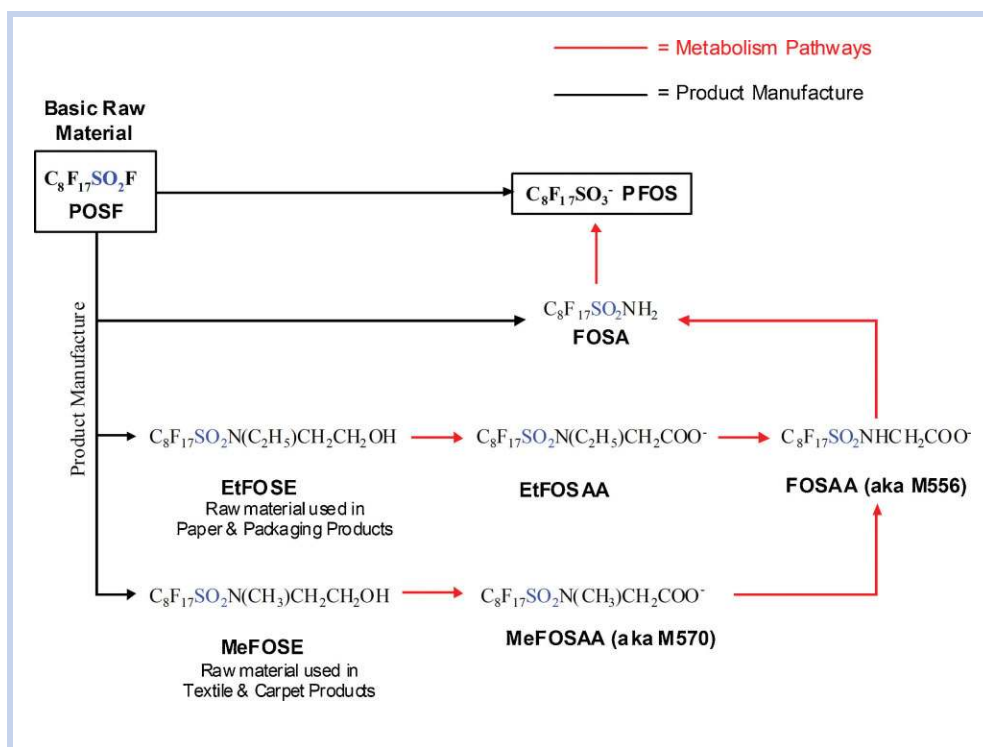 = Metabolism Pathways
= Product Manufacture
Basic Raw
Material
C₈F₁₇SO₂F
POSF
C₈F₁₇SO₃⁻ PFOS
C₈F₁₇SO₂NH₂
FOSA
Product Manufacture
C₈F₁₇SO₂N(C₂H₅)CH₂CH₂OH
C₈F₁₇SO₂N(C₂H₅)CH₂COO⁻
C₈F₁₇SO₂NHCH₂COO⁻
EtFOSE
Raw material used in
Paper & Packaging Products
EtFOSAA
FOSAA (aka M556)
C₈F₁₇SO₂N(CH₃)CH₂CH₂OH
C₈F₁₇SO₂N(CH₃)CH₂COO⁻
MeFOSE
Raw material used in
Textile & Carpet Products
MeFOSAA (aka M570)